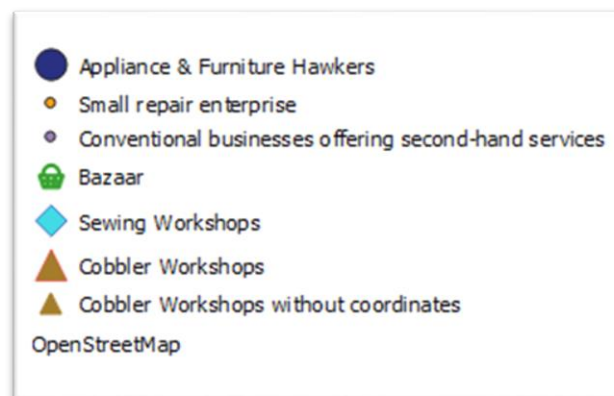 Appliance & Furniture Hawkers
Small repair enterprise
Conventional businesses offering second-hand services
Bazaar
Sewing Workshops
Cobbler Workshops
Cobbler Workshops without coordinates
OpenStreetMap